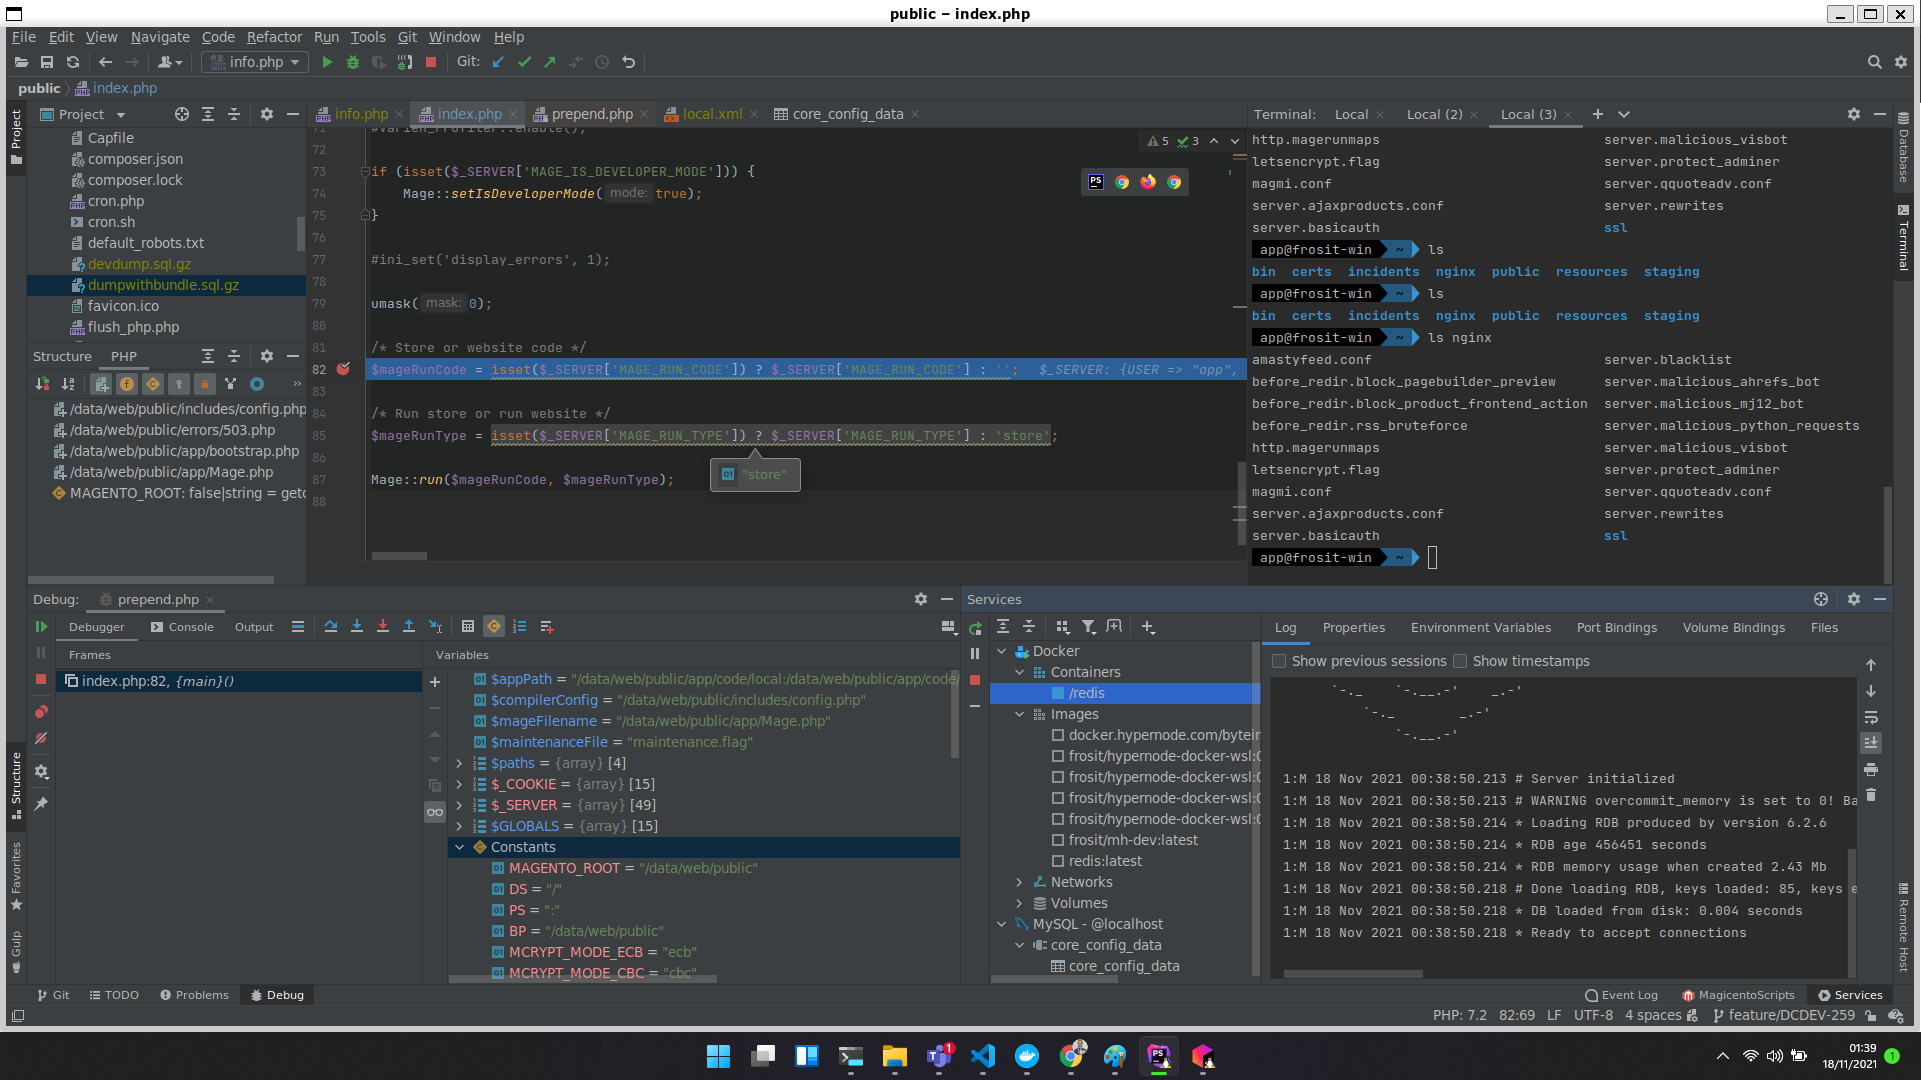 public – index.php
File Edit View Navigate Code Refactor Run Tools Git Window Help
info.php
Git:
public index.php
Project
info.php
index.php
prepend.php
local.xml
core_config_data
Terminal: Local Local (2) Local (3)
Project
Capfile
composer.json
composer.lock
cron.php
cron.sh
default_robots.txt
devdump.sql.gz
dumpwithbundle.sql.gz
favicon.ico
flush_php.php
Structure PHP
/data/web/public/includes/config.php
/data/web/public/errors/503.php
/data/web/public/app/bootstrap.php
/data/web/public/app/Mage.php
MAGENTO_ROOT: false|string = getc
5 3
71 #Varien_Profiler::enable();
72
73 if (isset($_SERVER['MAGE_IS_DEVELOPER_MODE'])) {
74 Mage::setIsDeveloperMode( mode: true);
75 }
76
77 #ini_set('display_errors', 1);
78
79 umask( mask: 0);
80
81 /* Store or website code */
82 $mageRunCode = isset($_SERVER['MAGE_RUN_CODE']) ? $_SERVER['MAGE_RUN_CODE'] : ''; $_SERVER: {USER => "app",
83
84 /* Run store or run website */
85 $mageRunType = isset($_SERVER['MAGE_RUN_TYPE']) ? $_SERVER['MAGE_RUN_TYPE'] : 'store';
86
"store"
87 Mage::run($mageRunCode, $mageRunType);
88
http.magerunmaps server.malicious_visbot
letsencrypt.flag server.protect_adminer
magmi.conf server.qquoteadv.conf
server.ajaxproducts.conf server.rewrites
server.basicauth ssl
app@frosit-win ~ ls
bin certs incidents nginx public resources staging
app@frosit-win ~ ls
bin certs incidents nginx public resources staging
app@frosit-win ~ ls nginx
amastyfeed.conf server.blacklist
before_redir.block_pagebuilder_preview server.malicious_ahrefs_bot
before_redir.block_product_frontend_action server.malicious_mj12_bot
before_redir.rss_bruteforce server.malicious_python_requests
http.magerunmaps server.malicious_visbot
letsencrypt.flag server.protect_adminer
magmi.conf server.qquoteadv.conf
server.ajaxproducts.conf server.rewrites
server.basicauth ssl
app@frosit-win ~
Database
Terminal
Remote Host
Structure
Favorites
Gulp
Debug: prepend.php
Debugger Console Output
Frames
index.php:82, {main}()
Variables
$appPath = "/data/web/public/app/code/local:/data/web/public/app/code/
$compilerConfig = "/data/web/public/includes/config.php"
$mageFilename = "/data/web/public/app/Mage.php"
$maintenanceFile = "maintenance.flag"
$paths = {array} [4]
$_COOKIE = {array} [15]
$_SERVER = {array} [49]
$GLOBALS = {array} [15]
Constants
MAGENTO_ROOT = "/data/web/public"
DS = "/"
PS = ":"
BP = "/data/web/public"
MCRYPT_MODE_ECB = "ecb"
MCRYPT_MODE_CBC = "cbc"
Services
Docker
Containers
/redis
Images
docker.hypernode.com/bytein
frosit/hypernode-docker-wsl:0
frosit/hypernode-docker-wsl:0
frosit/hypernode-docker-wsl:0
frosit/hypernode-docker-wsl:0
frosit/mh-dev:latest
redis:latest
Networks
Volumes
MySQL - @localhost
core_config_data
core_config_data
Log Properties Environment Variables Port Bindings Volume Bindings Files
Show previous sessions Show timestamps
`-._ `-.__.-' _.-'
`-._ _.-'
`-.__.-'
1:M 18 Nov 2021 00:38:50.213 # Server initialized
1:M 18 Nov 2021 00:38:50.213 # WARNING overcommit_memory is set to 0! Ba
1:M 18 Nov 2021 00:38:50.214 * Loading RDB produced by version 6.2.6
1:M 18 Nov 2021 00:38:50.214 * RDB age 456451 seconds
1:M 18 Nov 2021 00:38:50.214 * RDB memory usage when created 2.43 Mb
1:M 18 Nov 2021 00:38:50.218 # Done loading RDB, keys loaded: 85, keys e
1:M 18 Nov 2021 00:38:50.218 * DB loaded from disk: 0.004 seconds
1:M 18 Nov 2021 00:38:50.218 * Ready to accept connections
Git TODO Problems Debug
Event Log MagicentoScripts Services
PHP: 7.2 82:69 LF UTF-8 4 spaces feature/DCDEV-259
01:39
18/11/2021
1